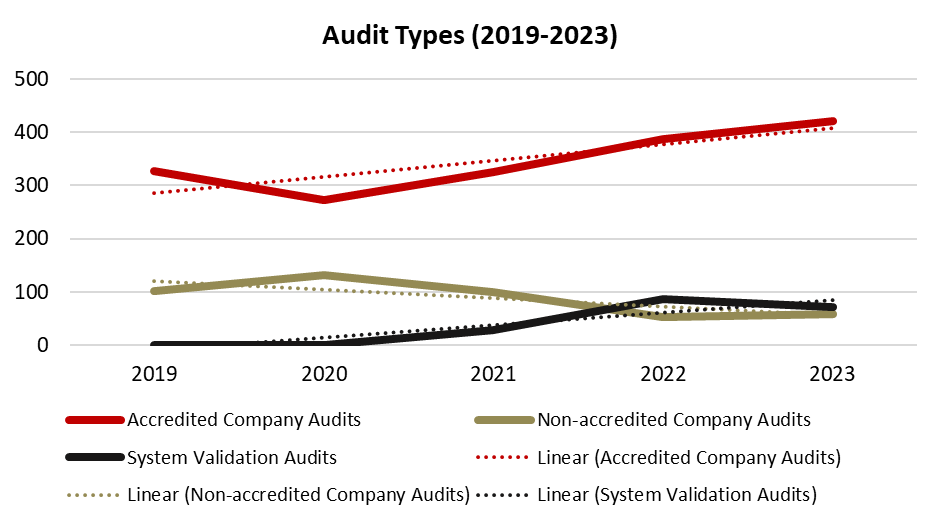 Audit Types (2019-2023)
500
400
300
200
100
0
2019 2020 2021 2022 2023
Accredited Company Audits Non-accredited Company Audits
System Validation Audits Linear (Accredited Company Audits)
Linear (Non-accredited Company Audits) Linear (System Validation Audits)